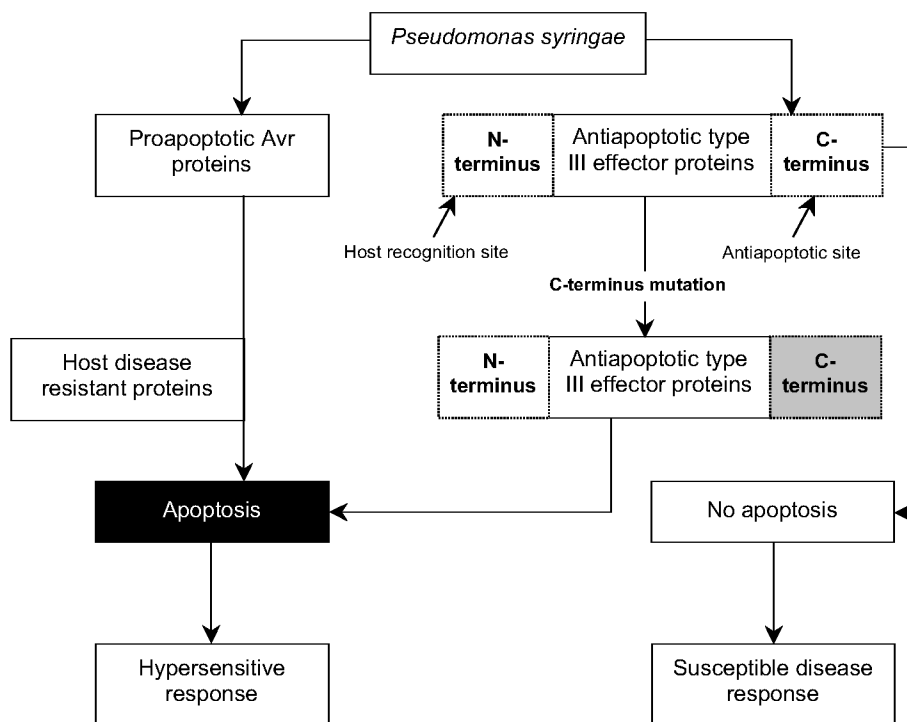 Pseudomonas syringae
Proapoptotic Avr
proteins
N-
terminus
Antiapoptotic type
III effector proteins
C-
terminus
Host recognition site
Antiapoptotic site
C-terminus mutation
Host disease
resistant proteins
N-
terminus
Antiapoptotic type
III effector proteins
C-
terminus
Apoptosis
No apoptosis
Hypersensitive
response
Susceptible disease
response